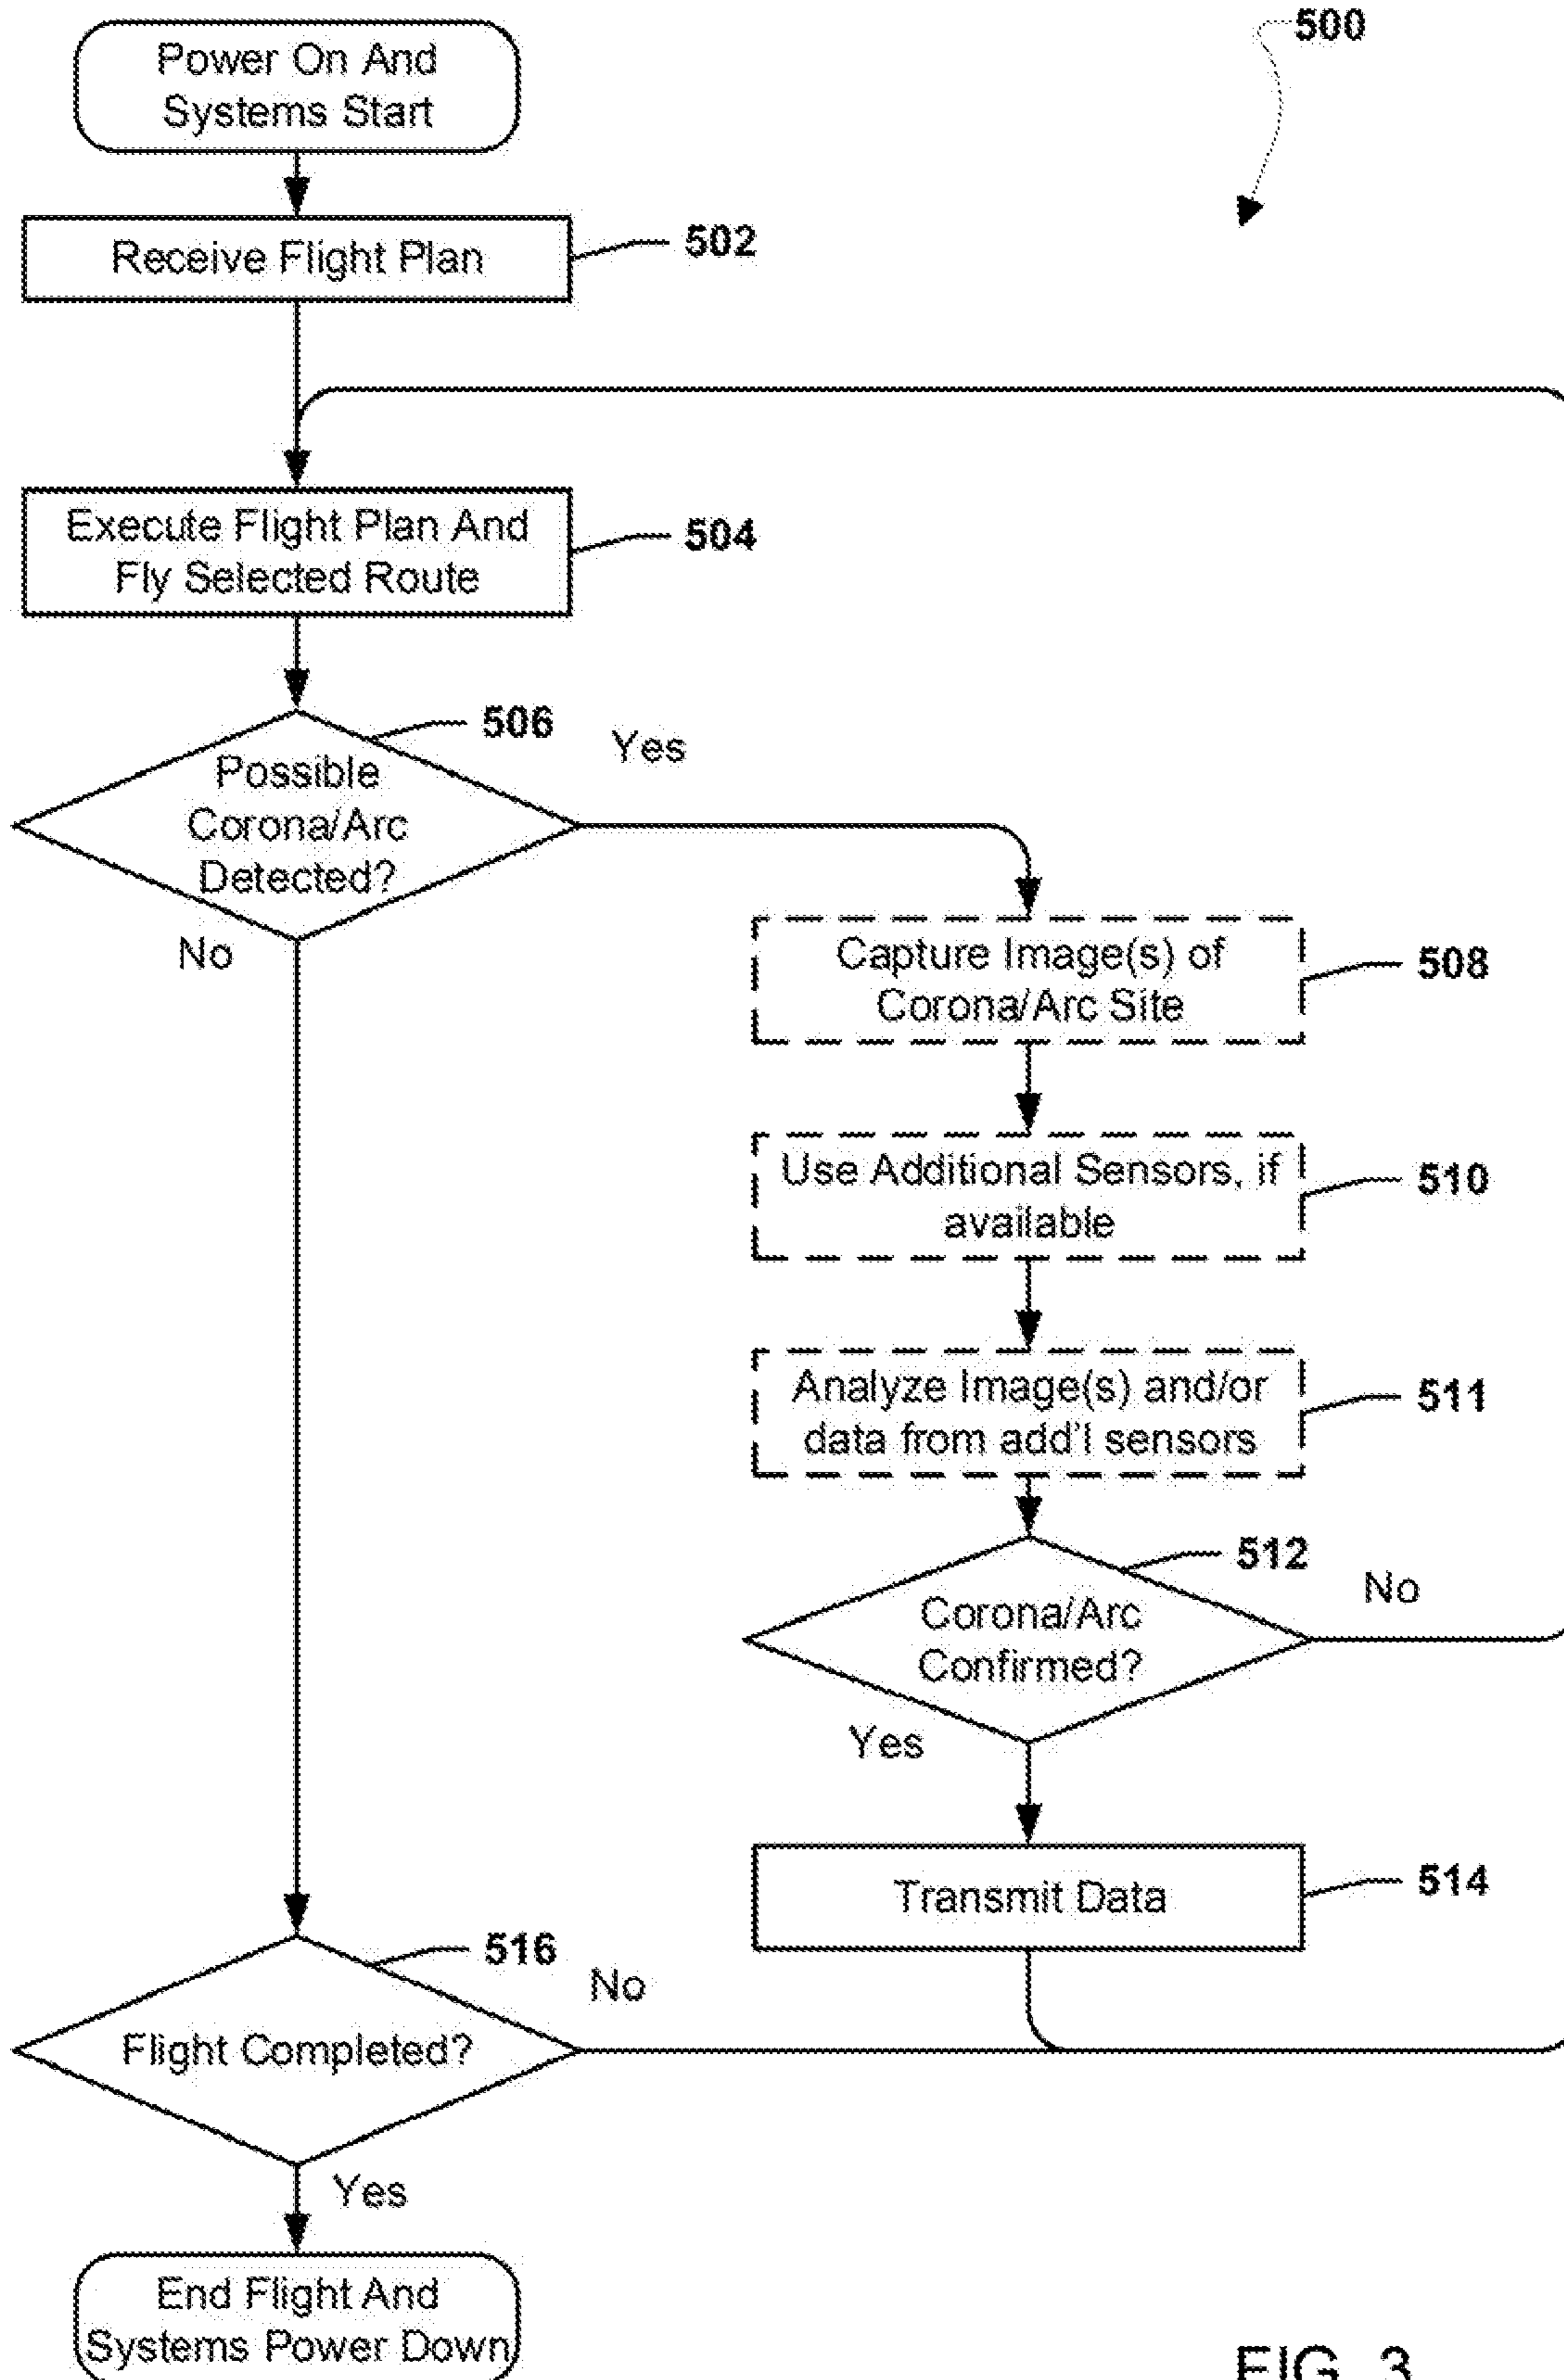 500
Power On And
Systems Start
Receive Flight Plan
502
Execute Flight Plan And
Fly Selected Route
504
506
Possible
Corona/Arc
Detected?
Yes
No
Capture Image(s) of
Corona/Arc Site
508
Use Additional Sensors, if
available
510
Analyze Image(s) and/or
data from add'l sensors
511
512
Corona/Arc
Confirmed?
No
Yes
Transmit Data
514
516
Flight Completed?
No
Yes
End Flight And
Systems Power Down
FIG. 3